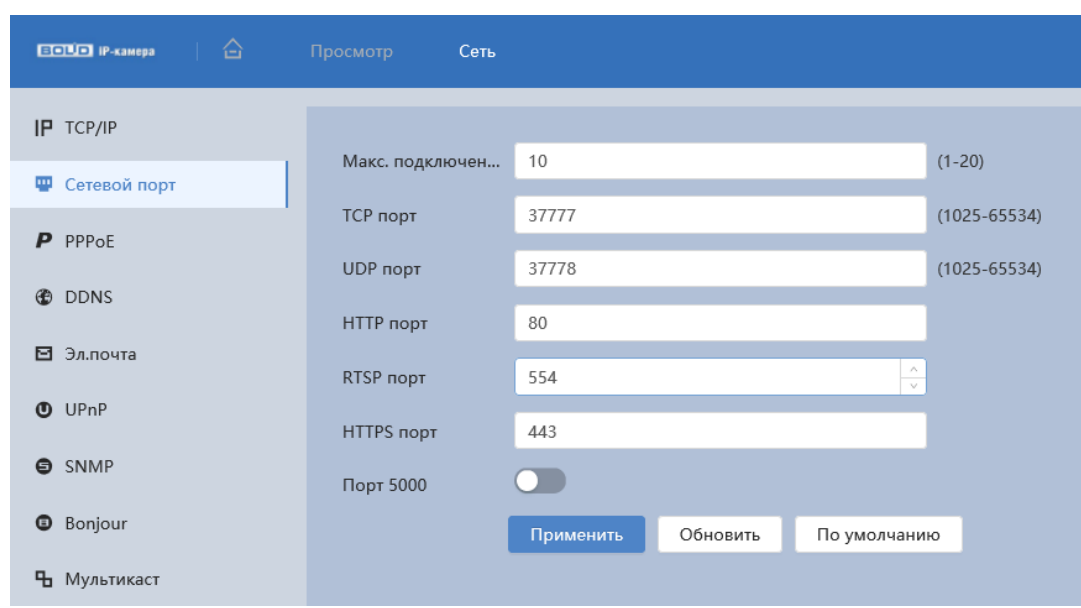 BOLID IP-камера
Просмотр Сеть
IP TCP/IP
Сетевой порт
P PPPoE
DDNS
Эл.почта
UPnP
SNMP
Bonjour
Мультикаст
Макс. подключен... 10 (1-20)
TCP порт 37777 (1025-65534)
UDP порт 37778 (1025-65534)
HTTP порт 80
RTSP порт 554
HTTPS порт 443
Порт 5000
Применить Обновить По умолчанию